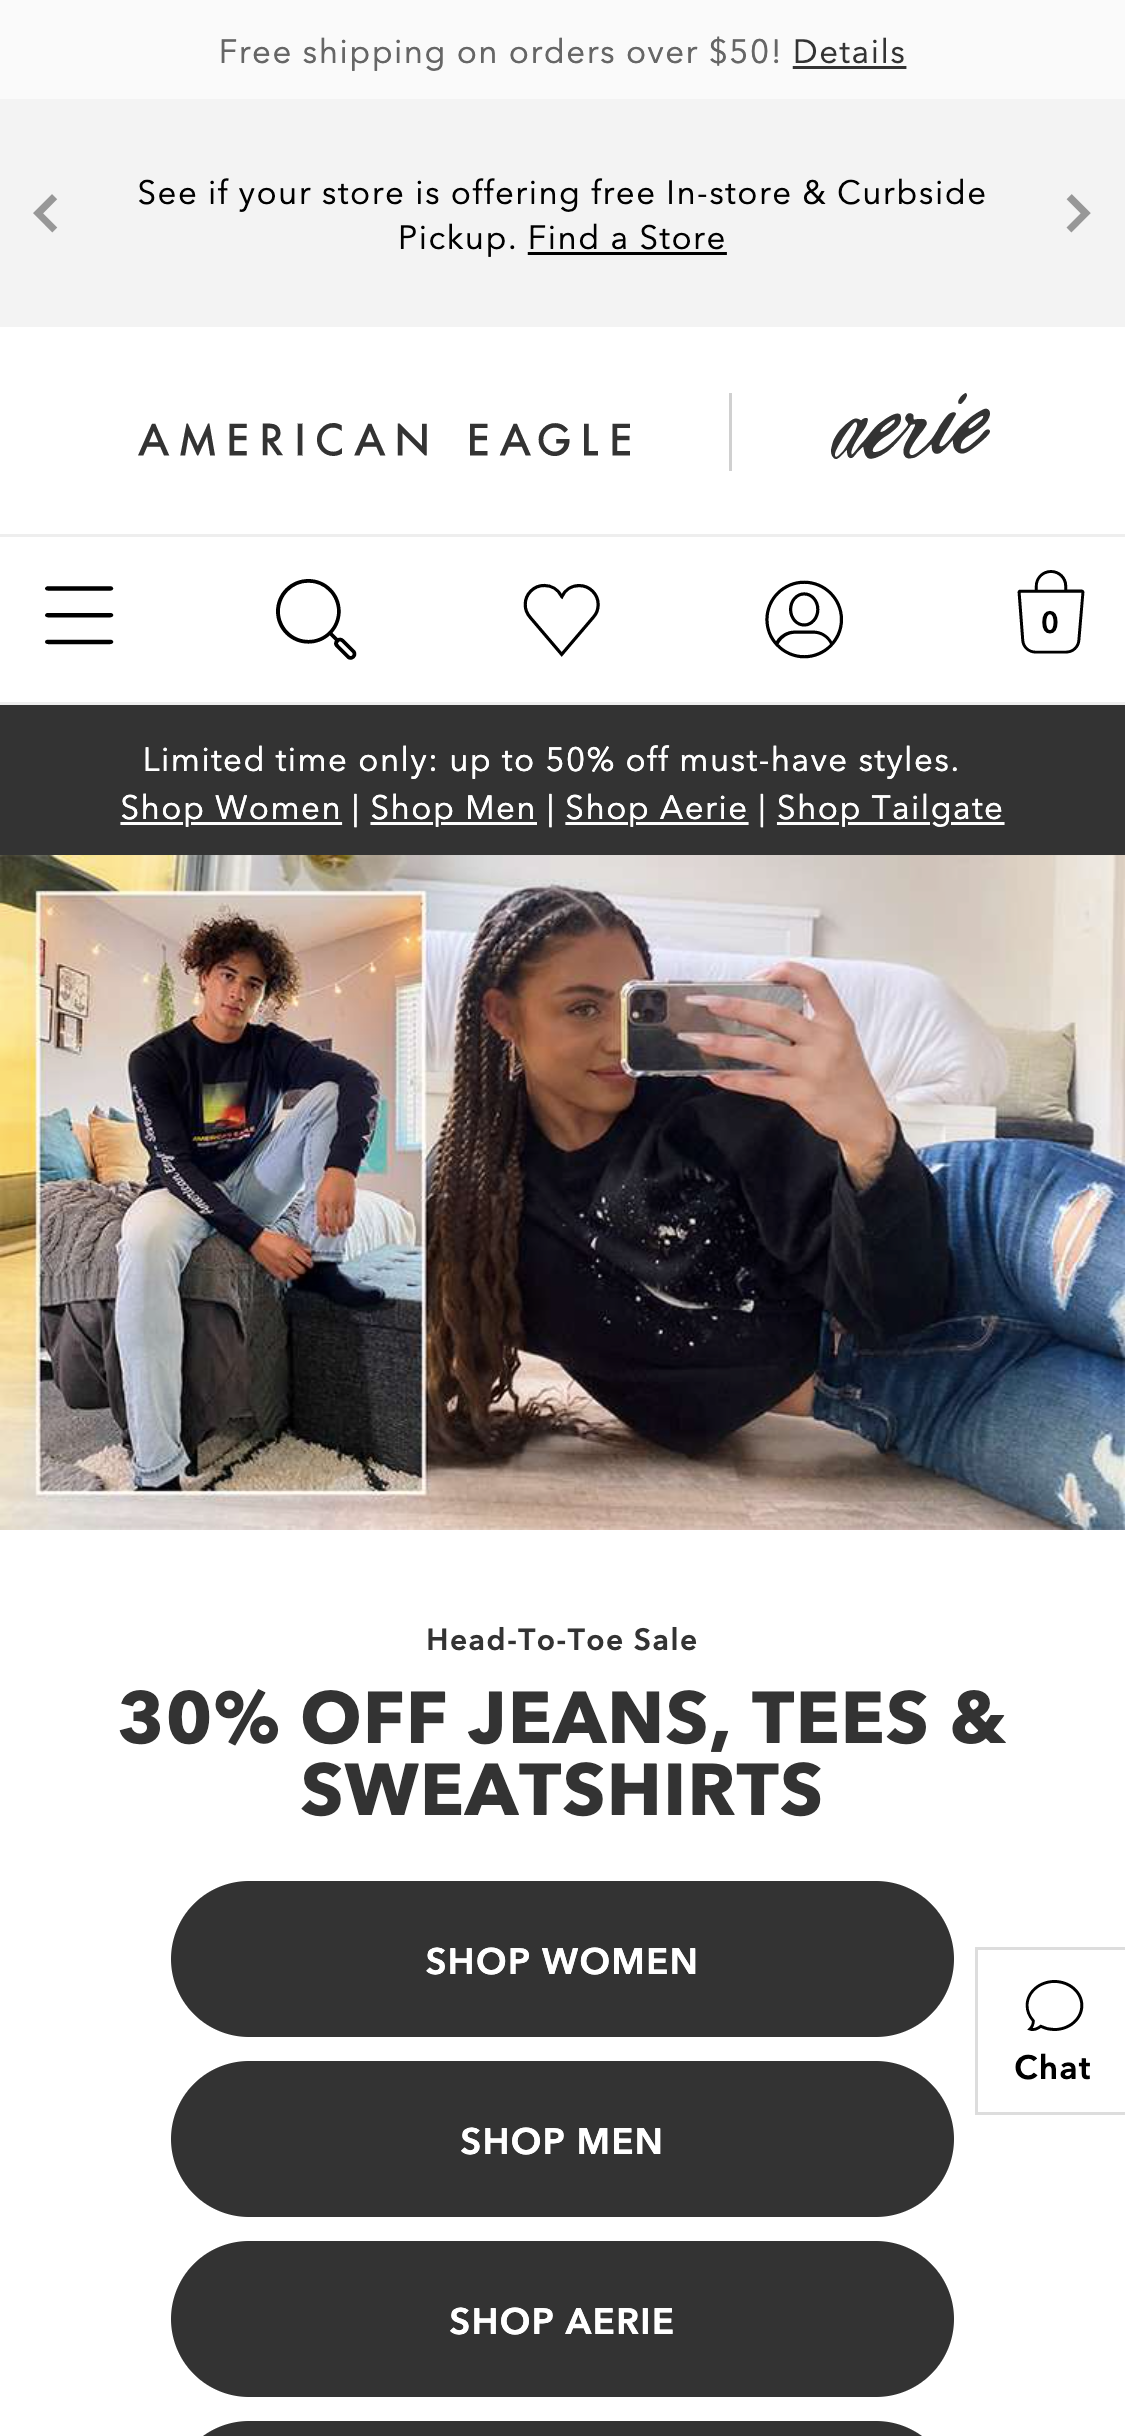 Free shipping on orders over $50! Details
See if your store is offering free In-store & Curbside
Pickup. Find a Store
AMERICAN EAGLE
aerie
0
Limited time only: up to 50% off must-have styles.
Shop Women | Shop Men | Shop Aerie | Shop Tailgate
Head-To-Toe Sale
30% OFF JEANS, TEES &
SWEATSHIRTS
SHOP WOMEN
SHOP MEN
Chat
SHOP AERIE